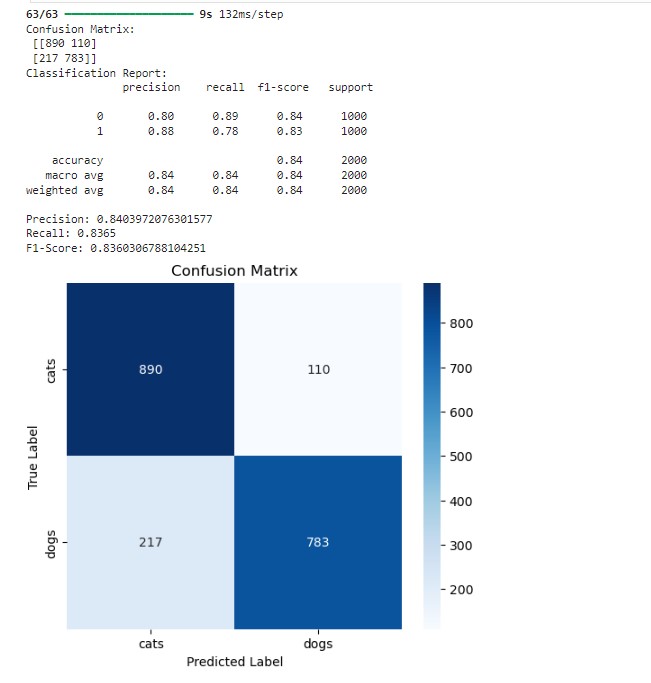 63/63 ━━━━━━━━━━━━━━━━━━━━ 9s 132ms/step
Confusion Matrix:
[[890 110]
[217 783]]
Classification Report:
precision recall f1-score support
0 0.80 0.89 0.84 1000
1 0.88 0.78 0.83 1000
accuracy 0.84 2000
macro avg 0.84 0.84 0.84 2000
weighted avg 0.84 0.84 0.84 2000
Precision: 0.8403972076301577
Recall: 0.8365
F1-Score: 0.8360306788104251
Confusion Matrix
cats
890
110
dogs
217
783
True Label
cats
dogs
Predicted Label
800
700
600
500
400
300
200